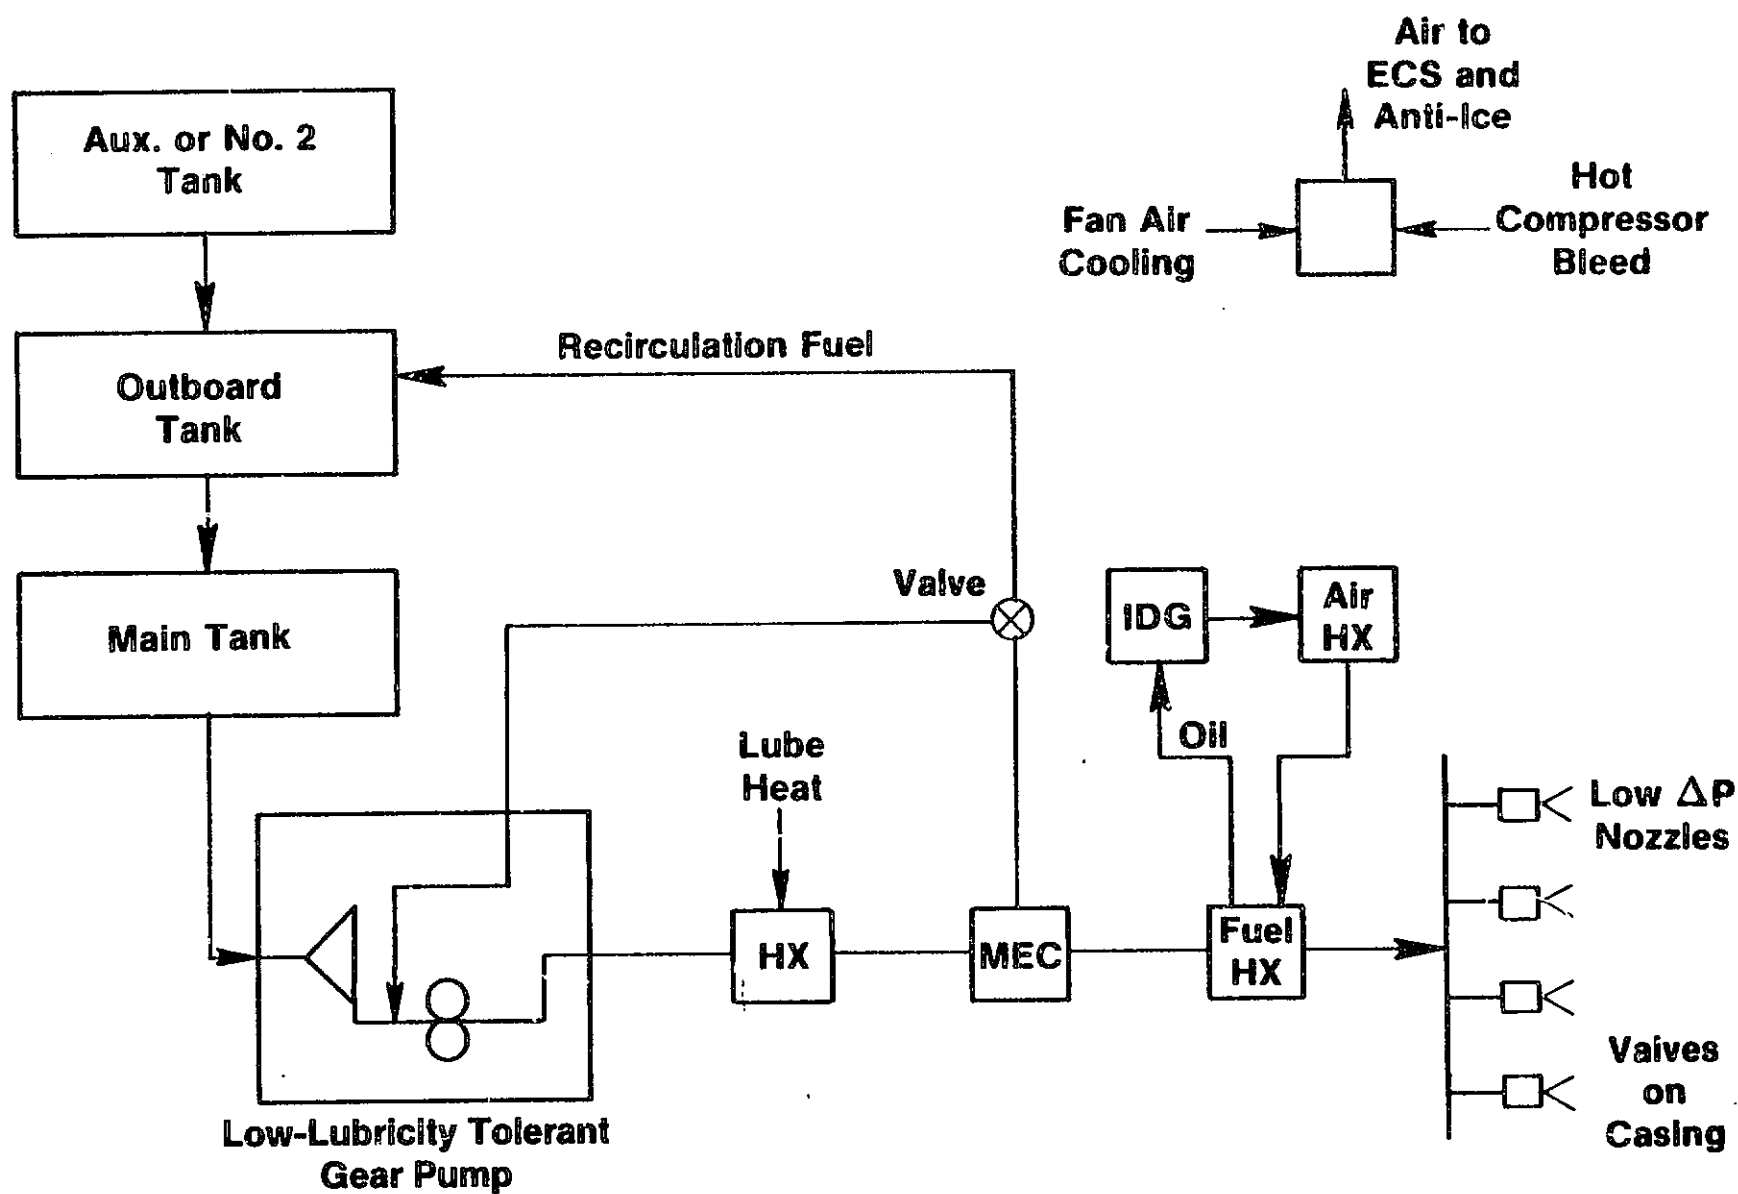 Air to
ECS and
Anti-Ice
Aux. or No. 2
Tank
Hot
Compressor
Bleed
Fan Air
Cooling
Recirculation Fuel
Outboard
Tank
Valve
IDG
Air
HX
Main Tank
Oil
Lube
Heat
Low ΔP
Nozzles
HX
MEC
Fuel
HX
Valves
on
Casing
Low-Lubricity Tolerant
Gear Pump